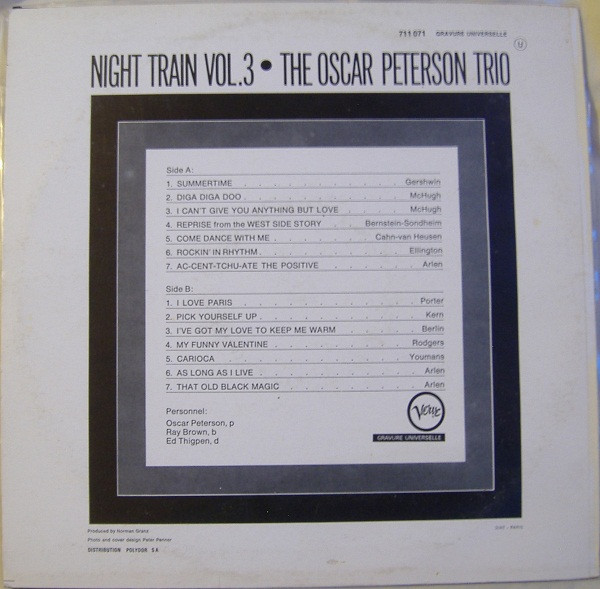 711 071 GRAVURE UNIVERSELLE
U
NIGHT TRAIN VOL.3 • THE OSCAR PETERSON TRIO
Side A:
1. SUMMERTIME . . . . . . . . . . Gershwin
2. DIGA DIGA DOO . . . . . . . . . . McHugh
3. I CAN'T GIVE YOU ANYTHING BUT LOVE . . . . McHugh
4. REPRISE from the WEST SIDE STORY . . . Bernstein-Sondheim
5. COME DANCE WITH ME . . . . . . . Cahn-van Heusen
6. ROCKIN' IN RHYTHM . . . . . . . . . Ellington
7. AC-CENT-TCHU-ATE THE POSITIVE . . . . . . Arlen
Side B:
1. I LOVE PARIS . . . . . . . . . . Porter
2. PICK YOURSELF UP . . . . . . . . . . Kern
3. I'VE GOT MY LOVE TO KEEP ME WARM . . . . . Berlin
4. MY FUNNY VALENTINE . . . . . . . . Rodgers
5. CARIOCA . . . . . . . . . . . Youmans
6. AS LONG AS I LIVE . . . . . . . . . Arlen
7. THAT OLD BLACK MAGIC . . . . . . . . Arlen
Personnel:
Oscar Peterson, p
Ray Brown, b
Ed Thigpen, d
Verve
GRAVURE UNIVERSELLE
Produced by Norman Granz
Photo and cover design Peter Penner
DISTRIBUTION POLYDOR S.A